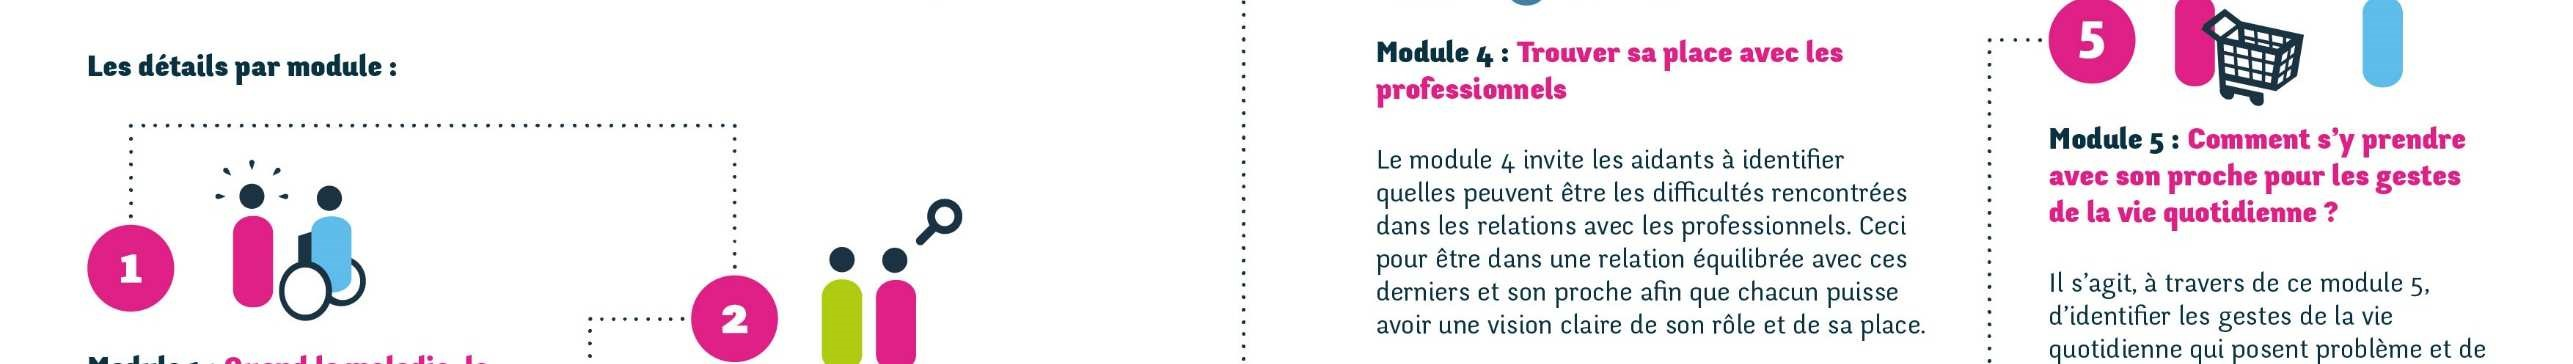 Les détails par module :
1
2
Module 4 : Trouver sa place avec les
professionnels
Le module 4 invite les aidants à identifier
quelles peuvent être les difficultés rencontrées
dans les relations avec les professionnels. Ceci
pour être dans une relation équilibrée avec ces
derniers et son proche afin que chacun puisse
avoir une vision claire de son rôle et de sa place.
5
Module 5 : Comment s’y prendre
avec son proche pour les gestes
de la vie quotidienne ?
Il s’agit, à travers de ce module 5,
d’identifier les gestes de la vie
quotidienne qui posent problème et de